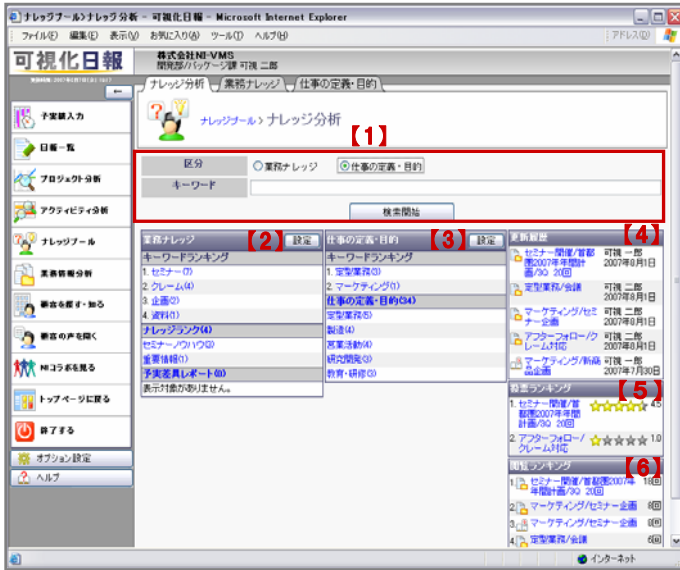 ナレッジプール>ナレッジ分析 - 可視化日報 - Microsoft Internet Explorer
ファイル(F) 編集(E) 表示(V) お気に入り(A) ツール(T) ヘルプ(H) アドレス(D)
可視化日報
株式会社NI-VMS
開発部/パッケージ課 可視 二郎
ナレッジ分析 業務ナレッジ 仕事の定義・目的
ナレッジプール > ナレッジ分析
【1】
区分 業務ナレッジ 仕事の定義・目的
キーワード
検索開始
予実績入力
日報一覧
プロジェクト分析
アクティビティ分析
ナレッジプール
業務情報分析
顧客を探す・知る
顧客の声を聞く
NIコラボを見る
トップページに戻る
終了する
オプション設定
ヘルプ
業務ナレッジ 【2】 設定
キーワードランキング
1. セミナー(7)
2. クレーム(4)
3. 企画(2)
4. 資料(1)
ナレッジランク(4)
セミナーノウハウ(3)
重要情報(1)
予実差異レポート(0)
表示対象がありません。
仕事の定義・目的 【3】 設定
キーワードランキング
1. 定型業務(3)
2. マーケティング(1)
仕事の定義・目的(34)
定型業務(5)
製造(4)
営業活動(4)
研究開発(3)
教育・研修(3)
更新履歴 【4】
セミナー開催/首都圏2007年年間計画/3Q 20回 可視 一郎 2007年8月1日
定型業務/会議 可視 二郎 2007年8月1日
マーケティング/セミナー企画 可視 二郎 2007年8月1日
アフターフォロー/クレーム対応 可視 二郎 2007年8月1日
マーケティング/新商品企画 可視 一郎 2007年7月30日
投票ランキング 【5】
1. セミナー開催/首都圏2007年年間計画/3Q 20回 4.5
2. アフターフォロー/クレーム対応 1.0
閲覧ランキング 【6】
1. セミナー開催/首都圏2007年年間計画/3Q 20回 18回
2. マーケティング/セミナー企画 8回
3. マーケティング/セミナー企画
4. 定型業務/会議 6回
インターネット